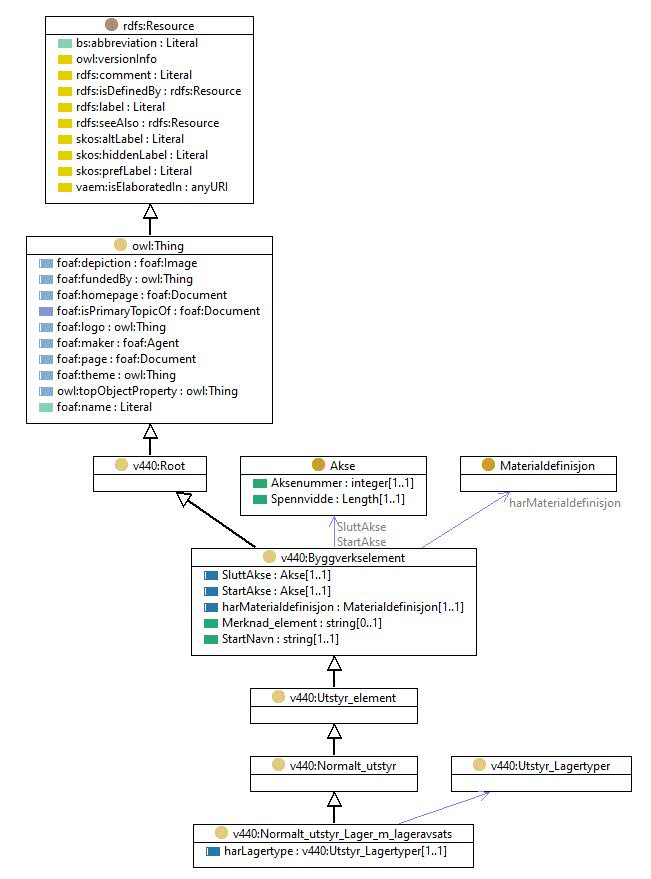 rdfs:Resource
bs:abbreviation : Literal
owl:versionInfo
rdfs:comment : Literal
rdfs:isDefinedBy : rdfs:Resource
rdfs:label : Literal
rdfs:seeAlso : rdfs:Resource
skos:altLabel : Literal
skos:hiddenLabel : Literal
skos:prefLabel : Literal
vaem:isElaboratedIn : anyURI
owl:Thing
foaf:depiction : foaf:Image
foaf:fundedBy : owl:Thing
foaf:homepage : foaf:Document
foaf:isPrimaryTopicOf : foaf:Document
foaf:logo : owl:Thing
foaf:maker : foaf:Agent
foaf:page : foaf:Document
foaf:theme : owl:Thing
owl:topObjectProperty : owl:Thing
foaf:name : Literal
v440:Root
Akse
Aksenummer : integer[1..1]
Spennvidde : Length[1..1]
Materialdefinisjon
harMaterialdefinisjon
SluttAkse
StartAkse
v440:Byggverkselement
SluttAkse : Akse[1..1]
StartAkse : Akse[1..1]
harMaterialdefinisjon : Materialdefinisjon[1..1]
Merknad_element : string[0..1]
StartNavn : string[1..1]
v440:Utstyr_element
v440:Normalt_utstyr
v440:Utstyr_Lagertyper
v440:Normalt_utstyr_Lager_m_lageravsats
harLagertype : v440:Utstyr_Lagertyper[1..1]